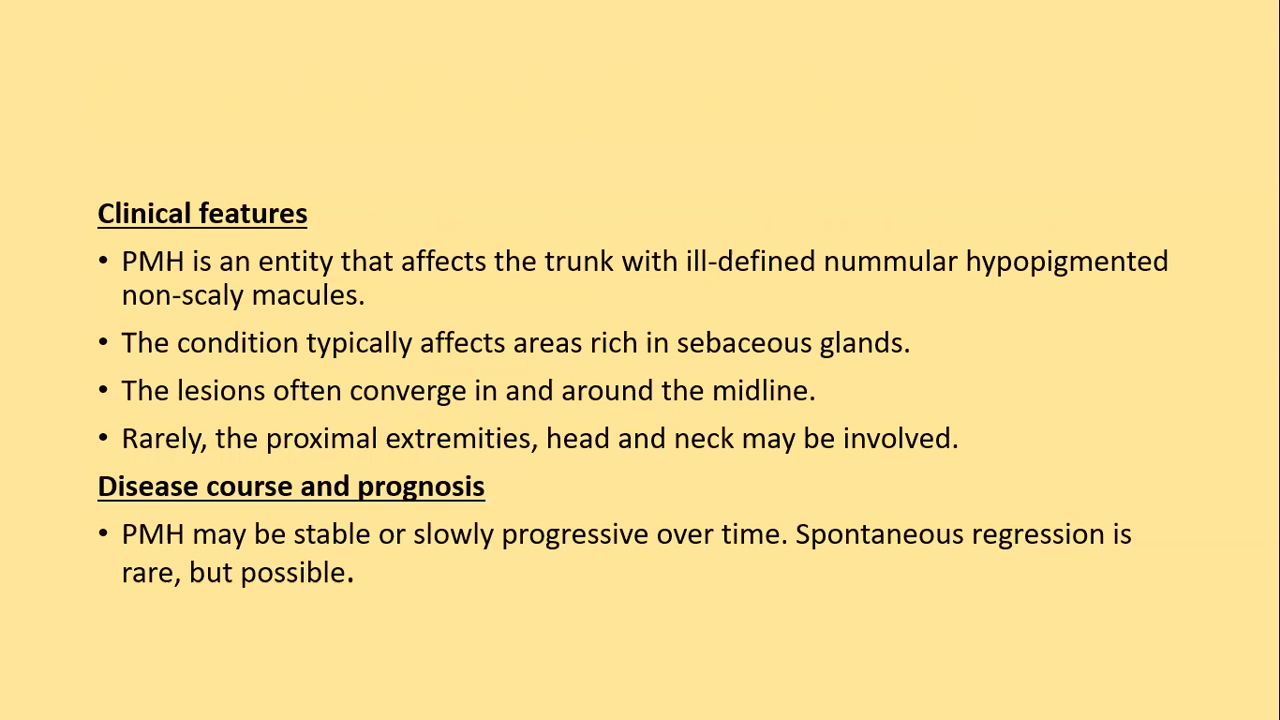 Clinical features
• PMH is an entity that affects the trunk with ill-defined nummular hypopigmented
non-scaly macules.
• The condition typically affects areas rich in sebaceous glands.
• The lesions often converge in and around the midline.
• Rarely, the proximal extremities, head and neck may be involved.
Disease course and prognosis
• PMH may be stable or slowly progressive over time. Spontaneous regression is
rare, but possible.